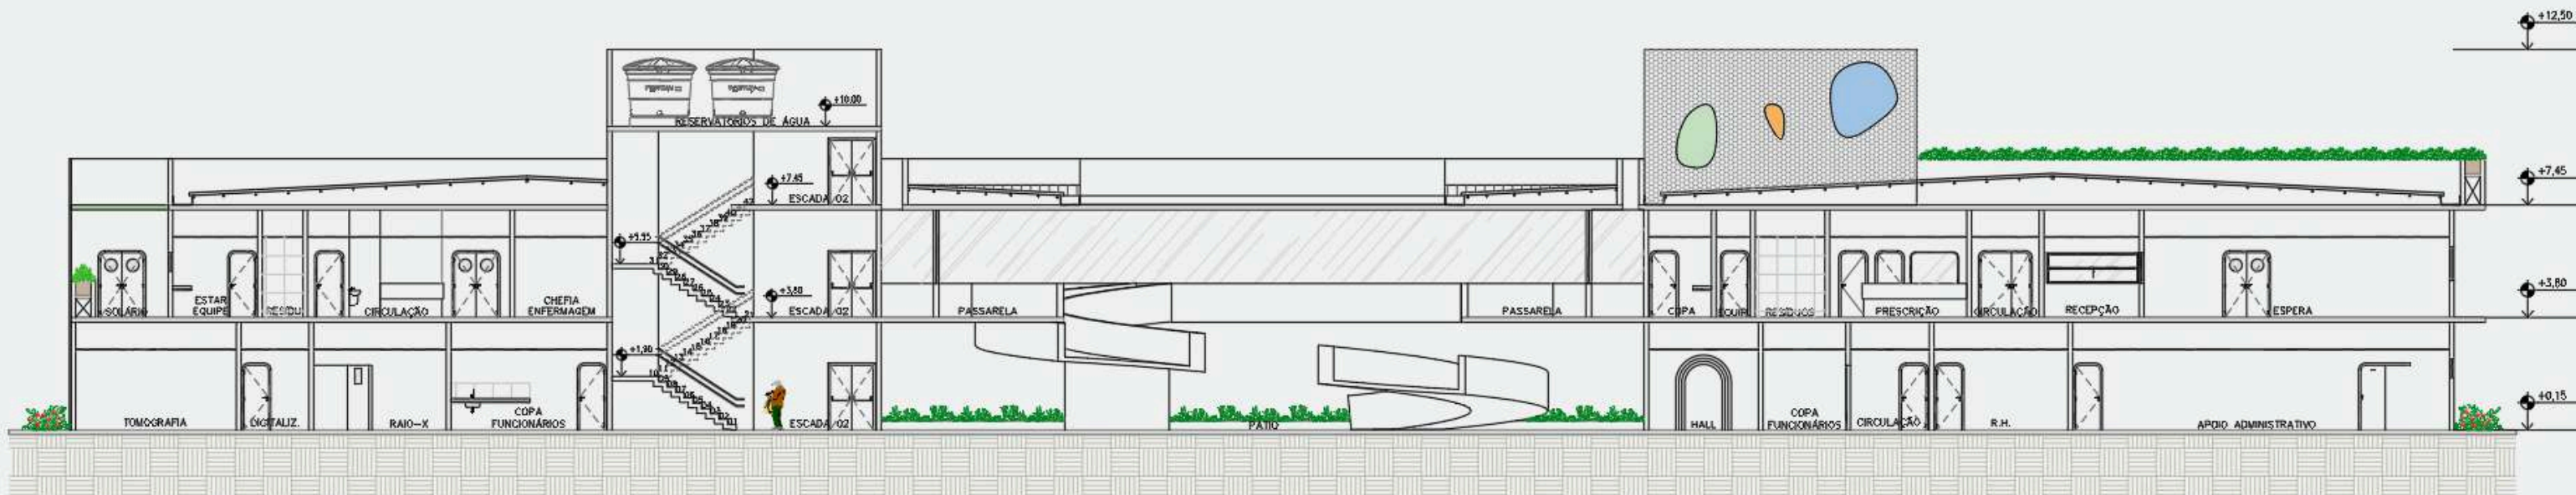 +12,50
+10,00
RESERVATÓRIOS DE ÁGUA
+7,45
ESCADA 02
+7,45
+5,55
+3,80
ESCADA 02
+3,80
SOLÁRIO
ESTAR
EQUIPE
CIRCULAÇÃO
CHEFIA
ENFERMAGEM
PASSARELA
PASSARELA
COPA
RESÍDUOS
PRESCRIÇÃO
CIRCULAÇÃO
RECEPÇÃO
ESPERA
+1,90
+0,15
TOMOGRAFIA
DIGITALIZ.
RAIO-X
COPA
FUNCIONÁRIOS
ESCADA 02
PÁTIO
HALL
COPA
FUNCIONÁRIOS
CIRCULAÇÃO
R.H.
APOIO ADMINISTRATIVO